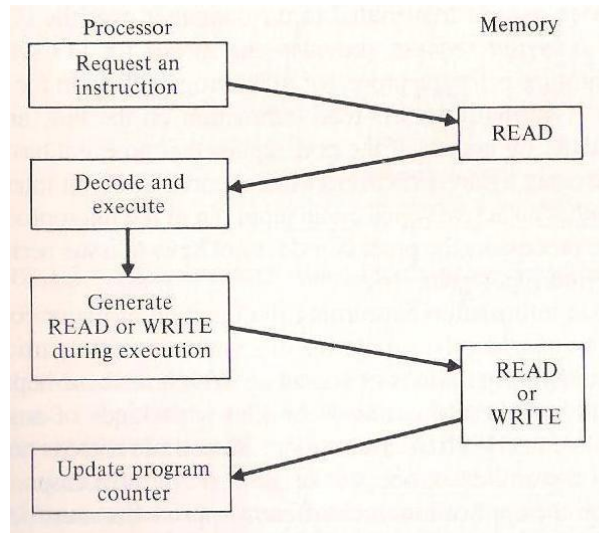 Processor
Memory
Request an
instruction
READ
Decode and
execute
Generate
READ or WRITE
during execution
READ
or
WRITE
Update program
counter